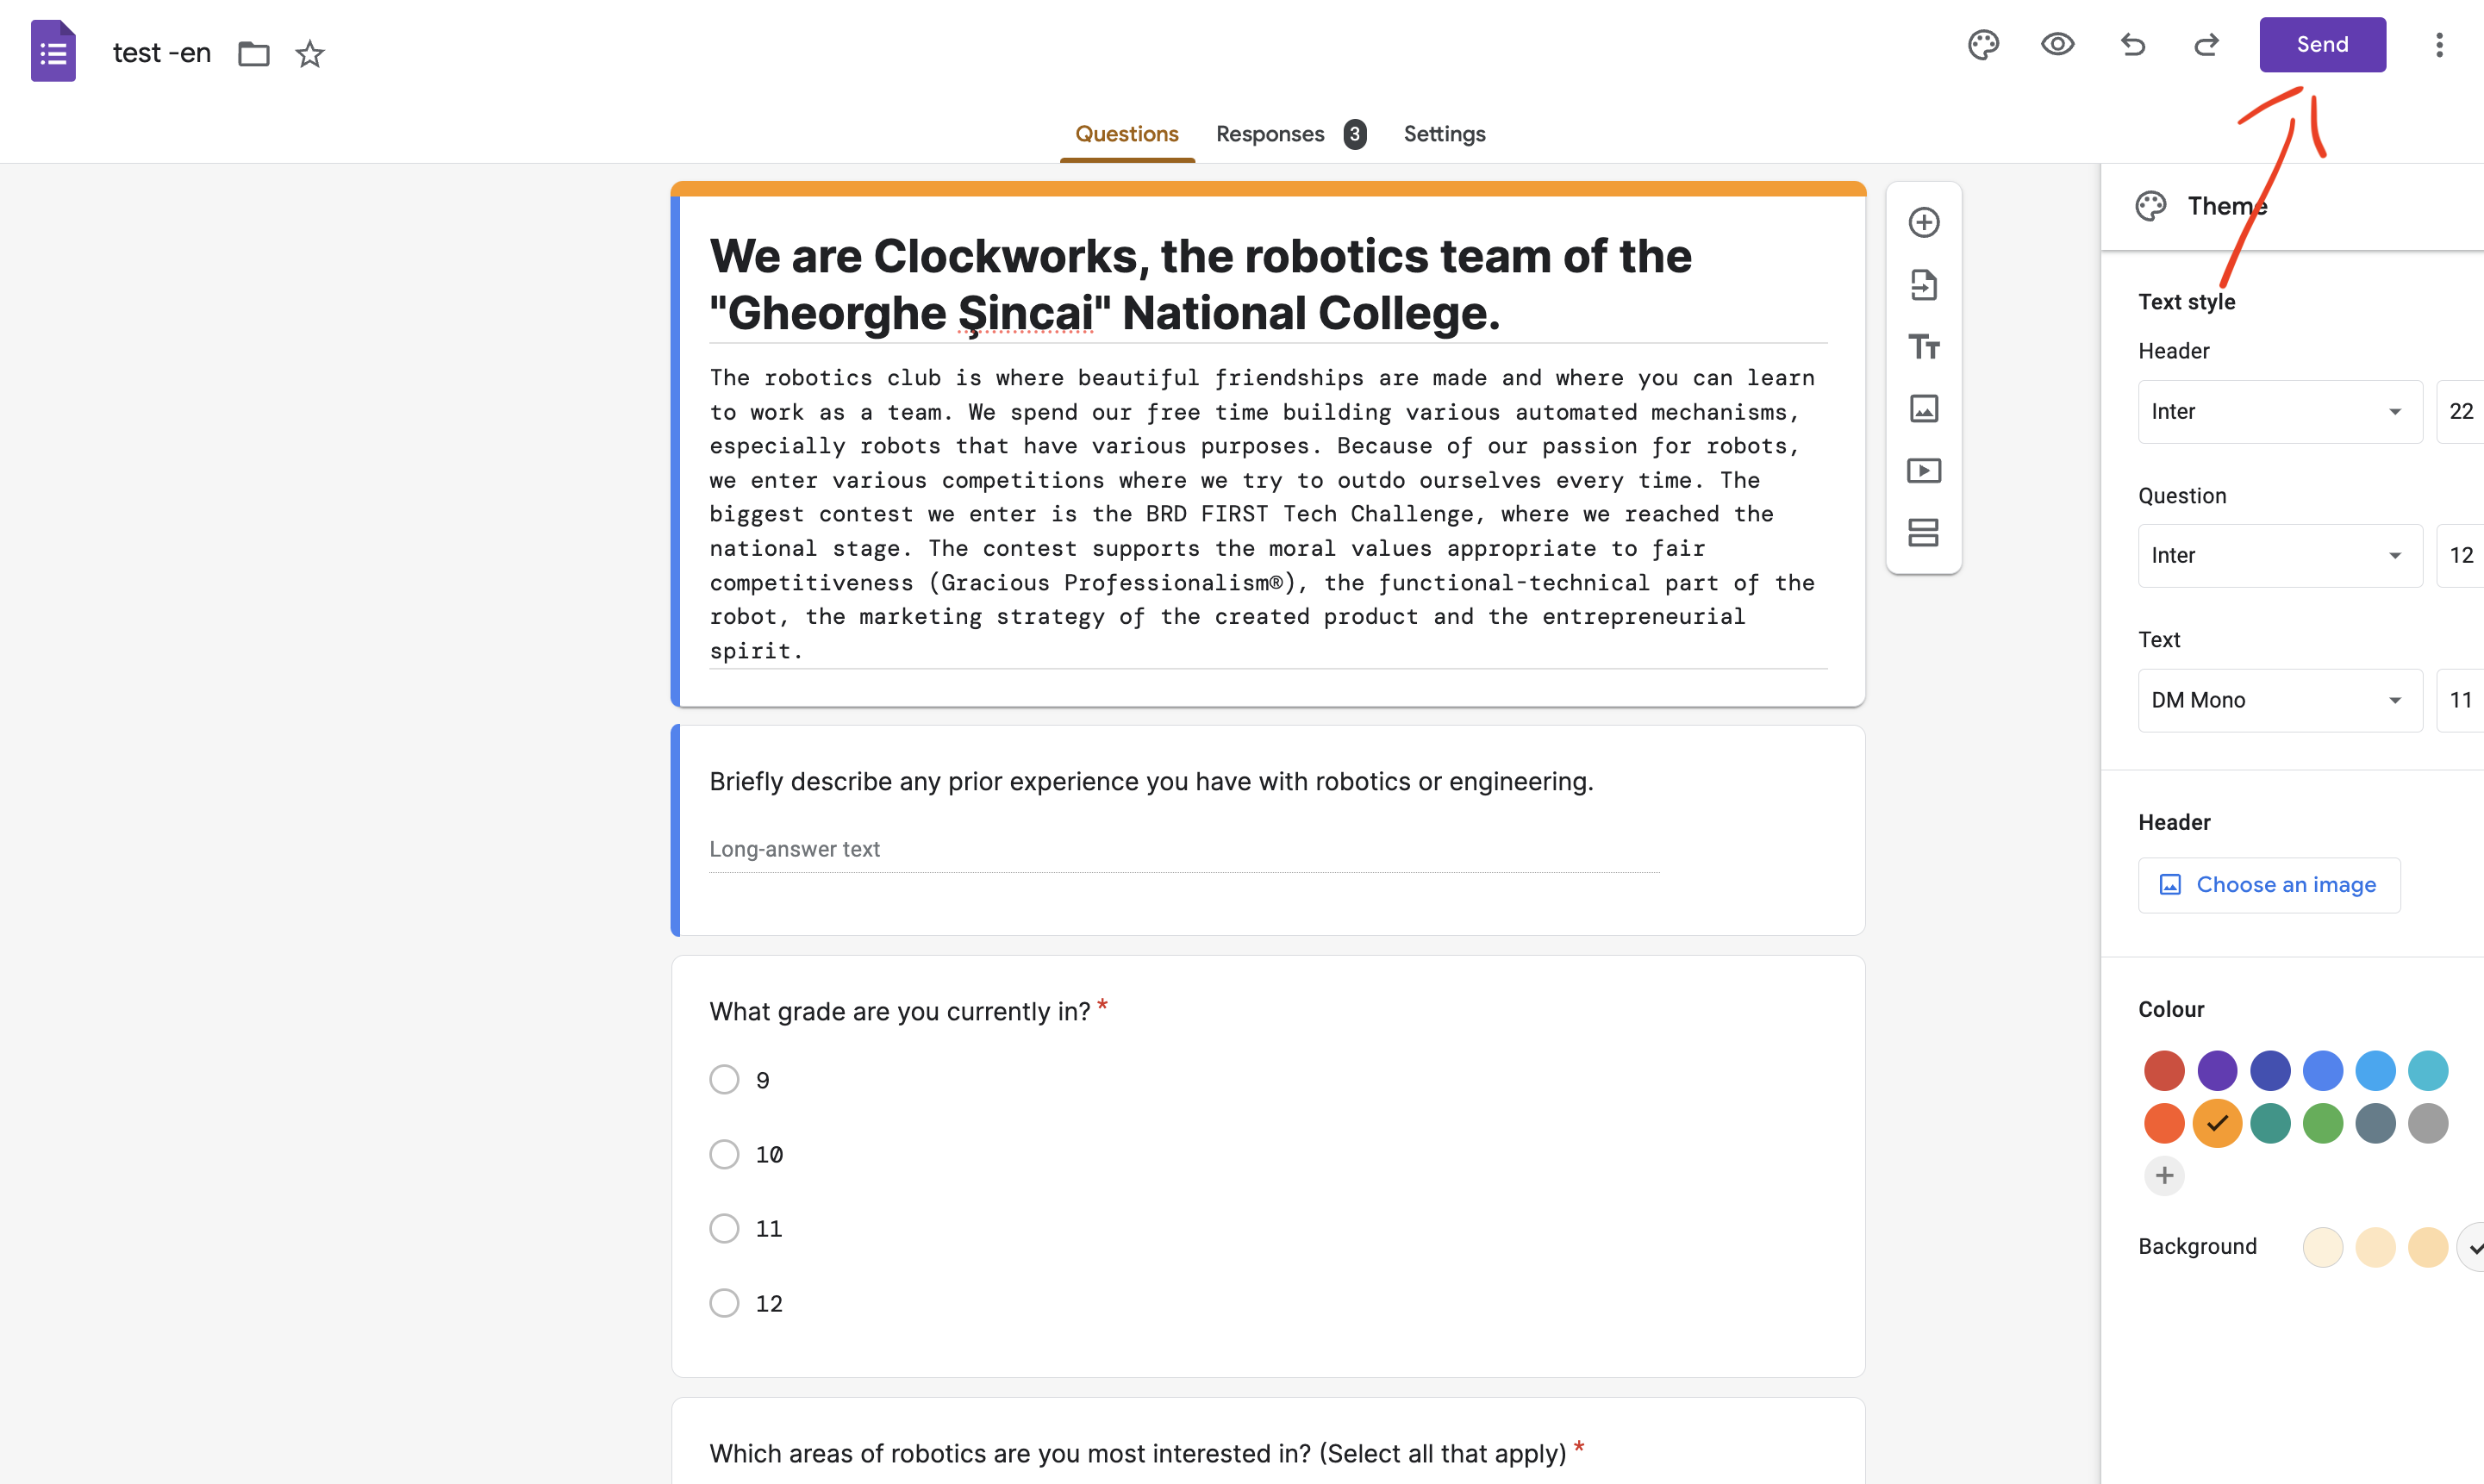 test -en
Send
Questions Responses 3 Settings
We are Clockworks, the robotics team of the
"Gheorghe Şincai" National College.
The robotics club is where beautiful friendships are made and where you can learn
to work as a team. We spend our free time building various automated mechanisms,
especially robots that have various purposes. Because of our passion for robots,
we enter various competitions where we try to outdo ourselves every time. The
biggest contest we enter is the BRD FIRST Tech Challenge, where we reached the
national stage. The contest supports the moral values appropriate to fair
competitiveness (Gracious Professionalism®), the functional-technical part of the
robot, the marketing strategy of the created product and the entrepreneurial
spirit.
Briefly describe any prior experience you have with robotics or engineering.
Long-answer text
What grade are you currently in? *
9
10
11
12
Which areas of robotics are you most interested in? (Select all that apply) *
Tт
Theme
Text style
Header
Inter 22
Question
Inter 12
Text
DM Mono 11
Header
Choose an image
Colour
Background